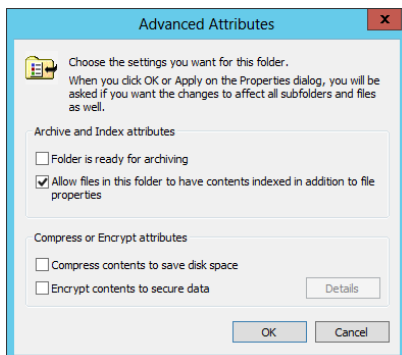 Advanced Attributes
x
Choose the settings you want for this folder.
When you click OK or Apply on the Properties dialog, you will be
asked if you want the changes to affect all subfolders and files
as well.
Archive and Index attributes
Folder is ready for archiving
Allow files in this folder to have contents indexed in addition to file
properties
Compress or Encrypt attributes
Compress contents to save disk space
Encrypt contents to secure data
Details
OK
Cancel